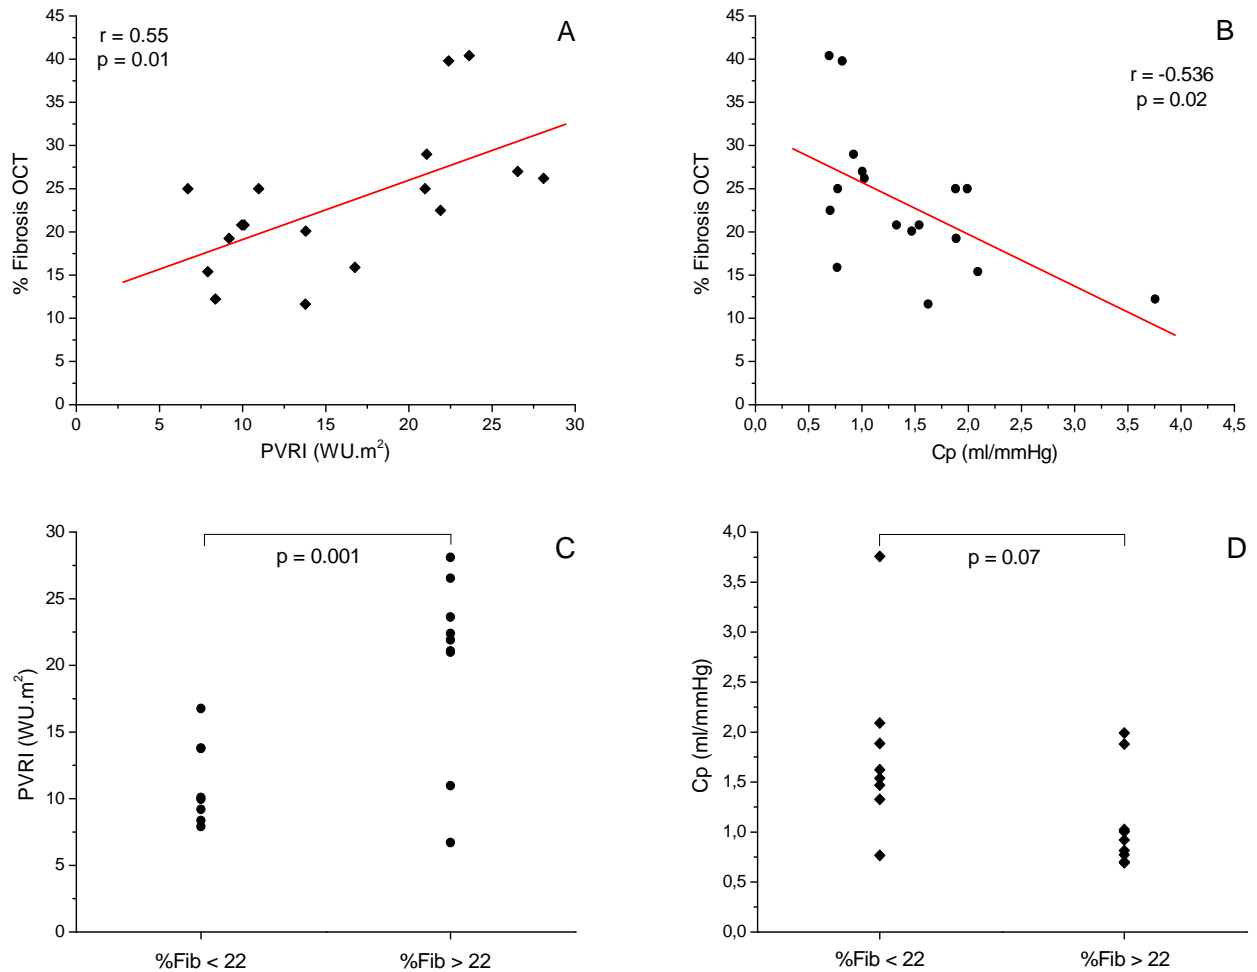 A
r = 0.55
p = 0.01
45
40
35
30
25
20
15
10
5
0
% Fibrosis OCT
0 5 10 15 20 25 30
PVRI (WU.m²)
B
r = -0.536
p = 0.02
45
40
35
30
25
20
15
10
5
0
% Fibrosis OCT
0,0 0,5 1,0 1,5 2,0 2,5 3,0 3,5 4,0 4,5
Cp (ml/mmHg)
C
p = 0.001
30
25
20
15
10
5
0
PVRI (WU.m²)
%Fib < 22 %Fib > 22
D
p = 0.07
4,0
3,5
3,0
2,5
2,0
1,5
1,0
0,5
0,0
Cp (ml/mmHg)
%Fib < 22 %Fib > 22